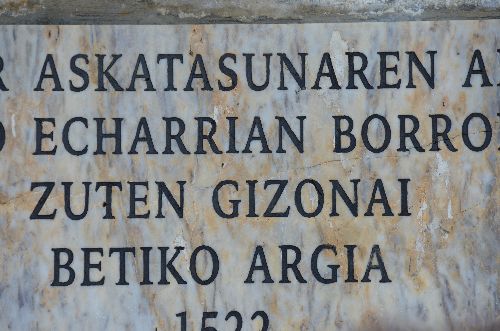 ASKATASUNAREN
ECHARRIAN
ZUTEN GIZONAI
BETIKO ARGIA
1522